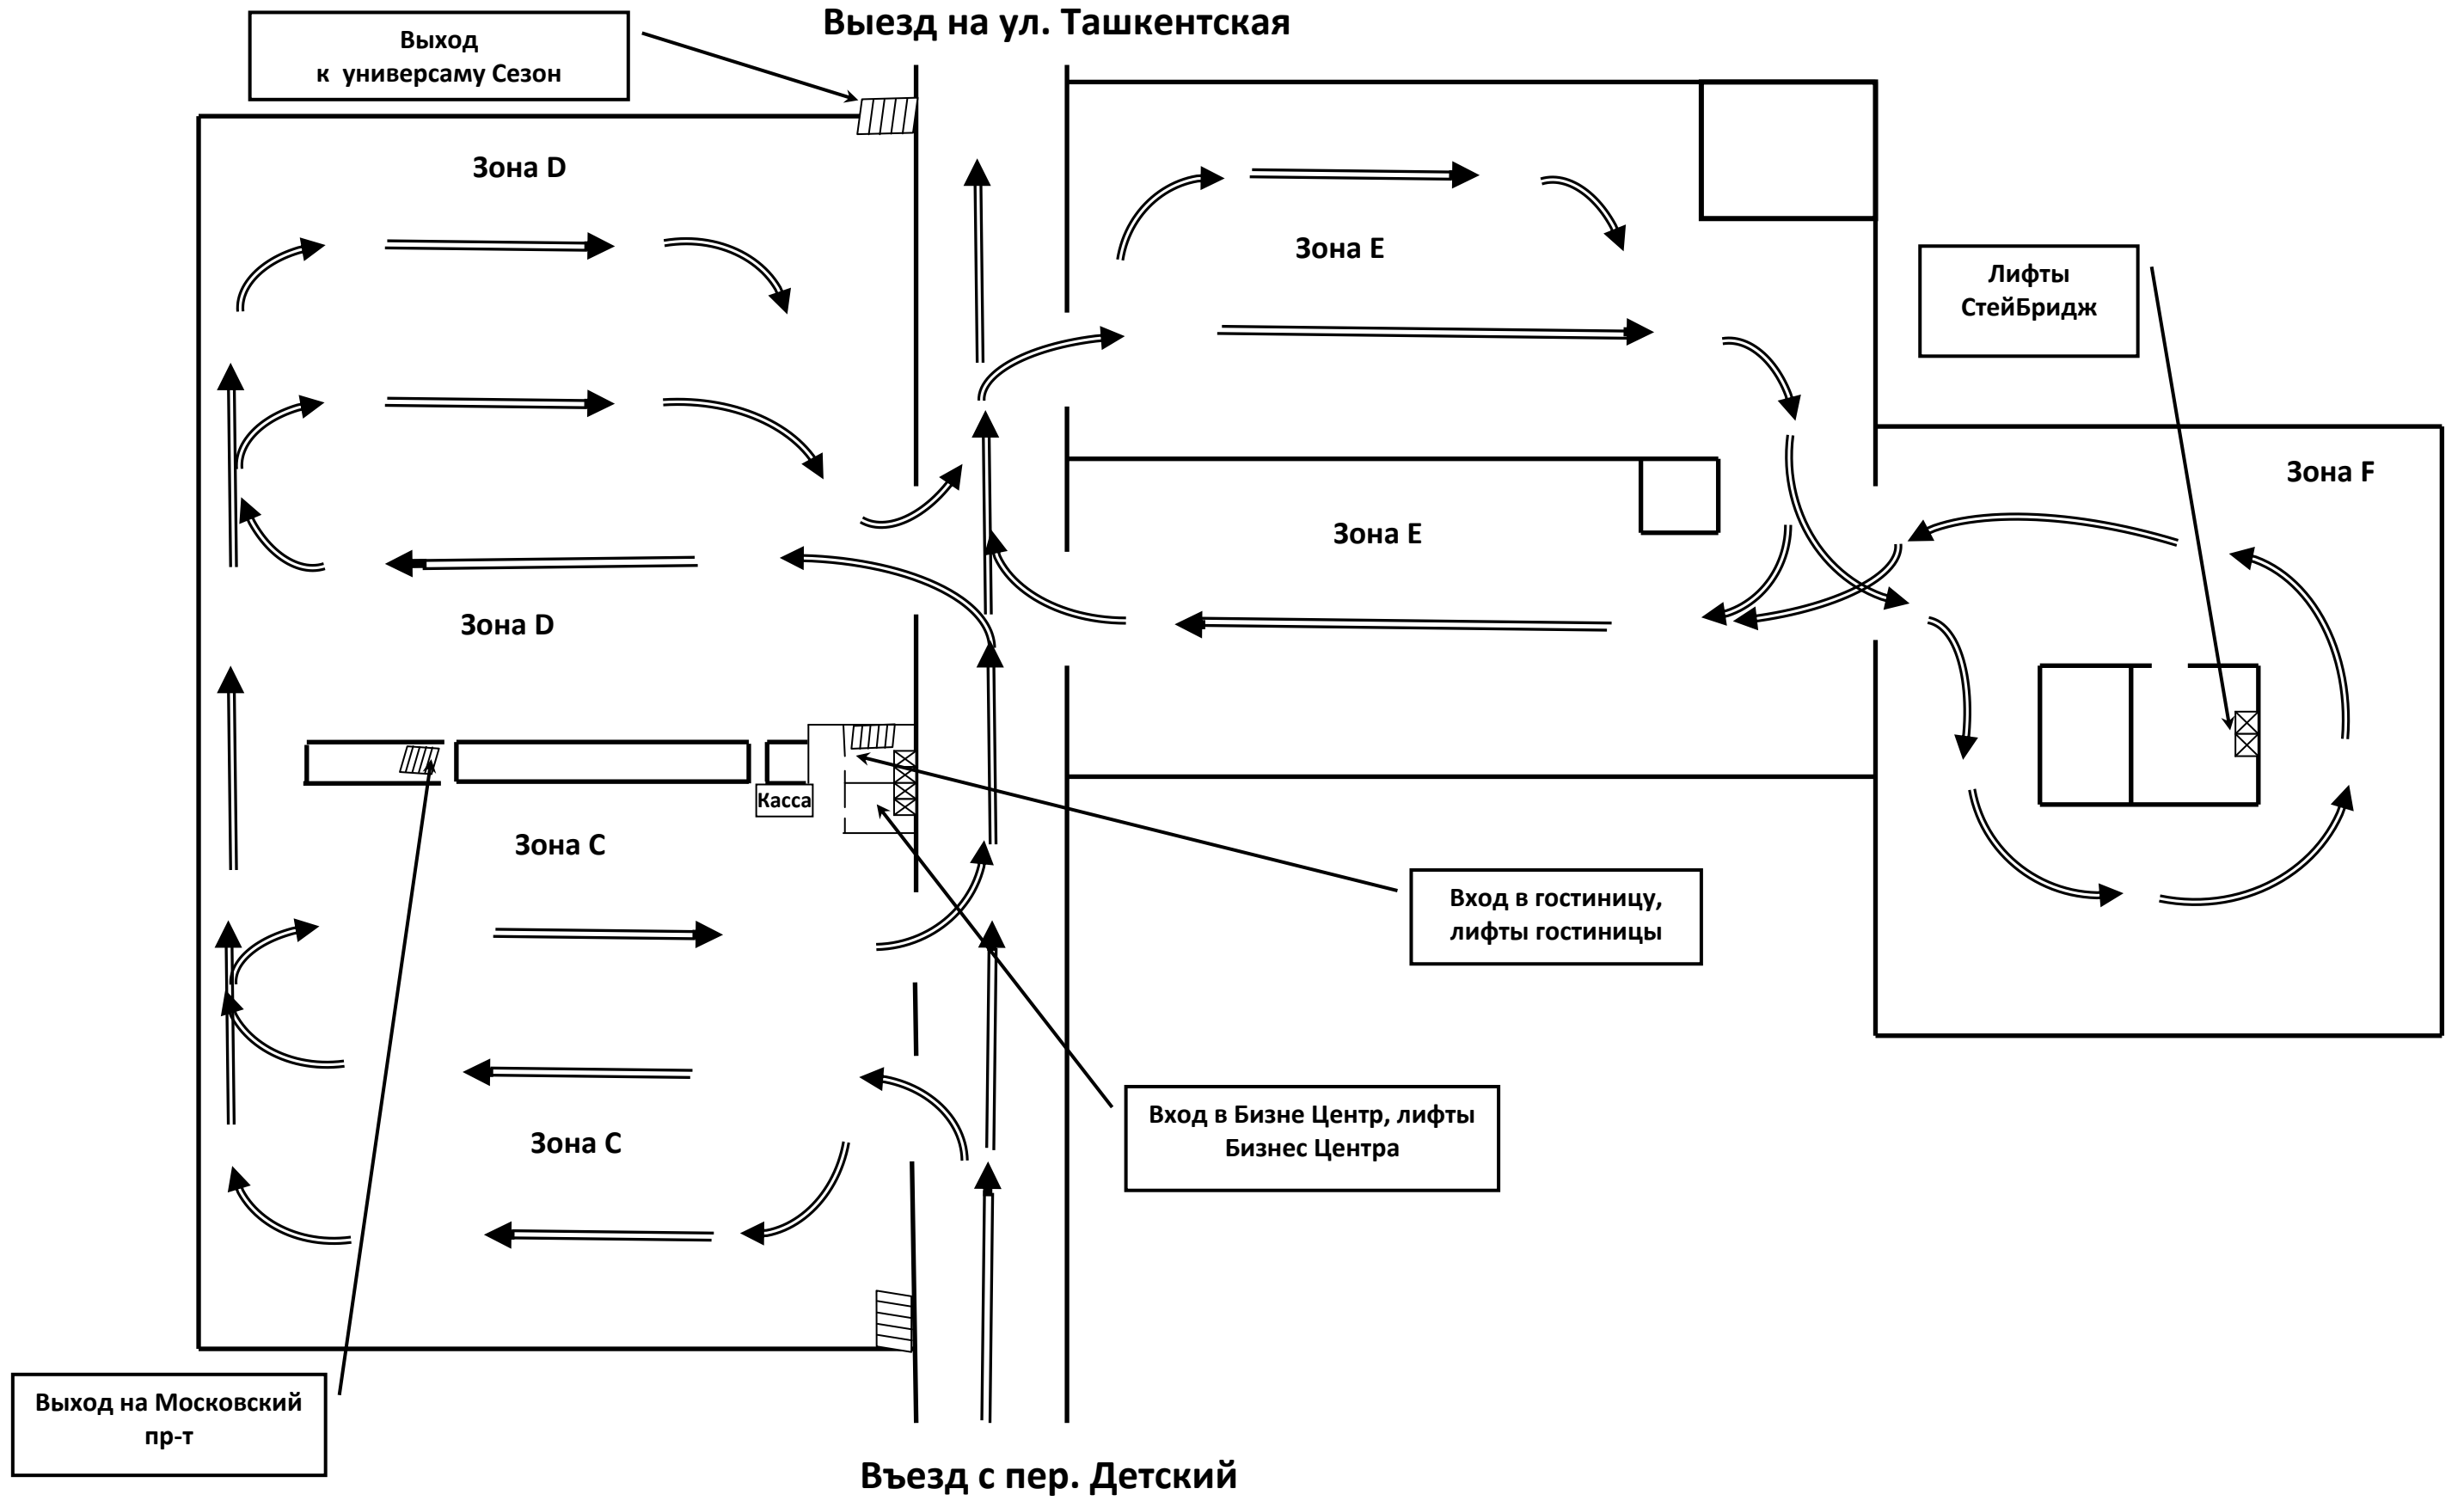 Выезд на ул. Ташкентская
Выход
к универсаму Сезон
Зона D
Зона E
Лифты
СтейБридж
Зона F
Зона E
Зона D
Касса
Зона C
Вход в гостиницу,
лифты гостиницы
Вход в Бизне Центр, лифты
Бизнес Центра
Зона C
Выход на Московский
пр-т
Въезд с пер. Детский